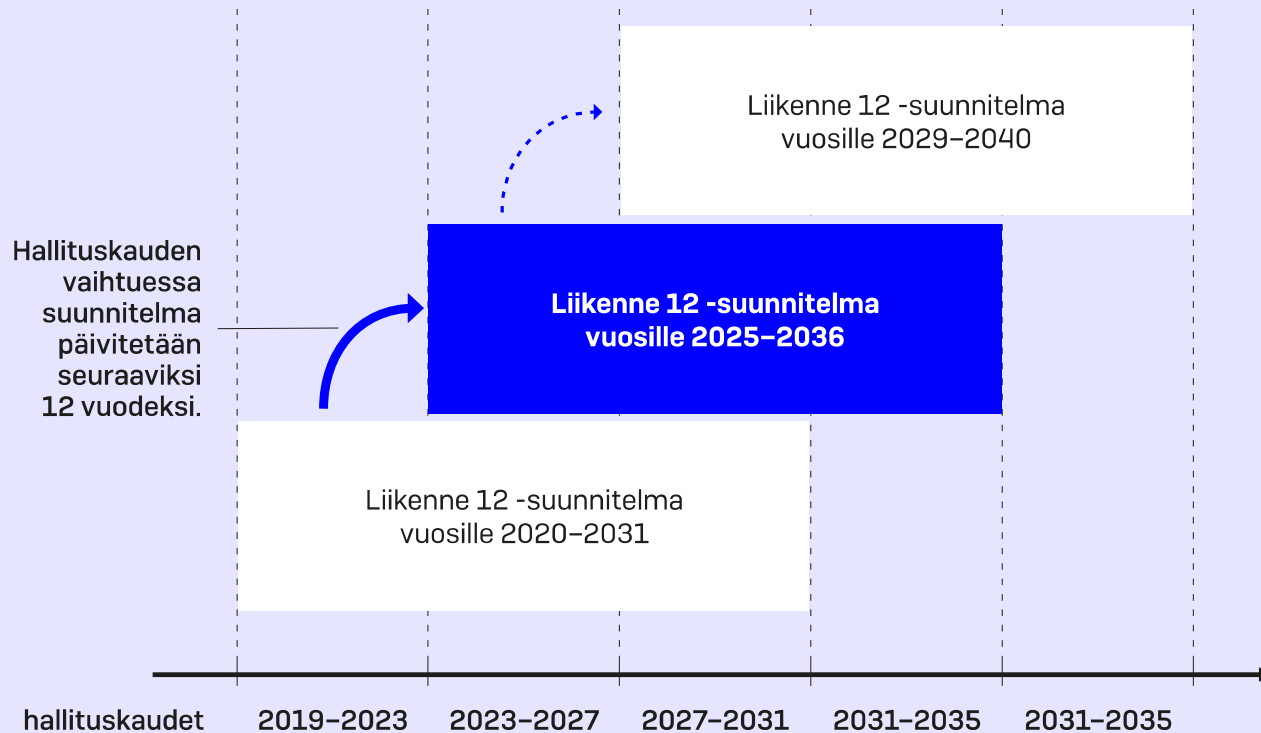 Liikenne 12 -suunnitelma
vuosille 2029–2040
Hallituskauden
vaihtuessa
suunnitelma
päivitetään
seuraaviksi
12 vuodeksi.
Liikenne 12 -suunnitelma
vuosille 2025–2036
Liikenne 12 -suunnitelma
vuosille 2020–2031
hallituskaudet 2019–2023 2023–2027 2027–2031 2031–2035 2031–2035